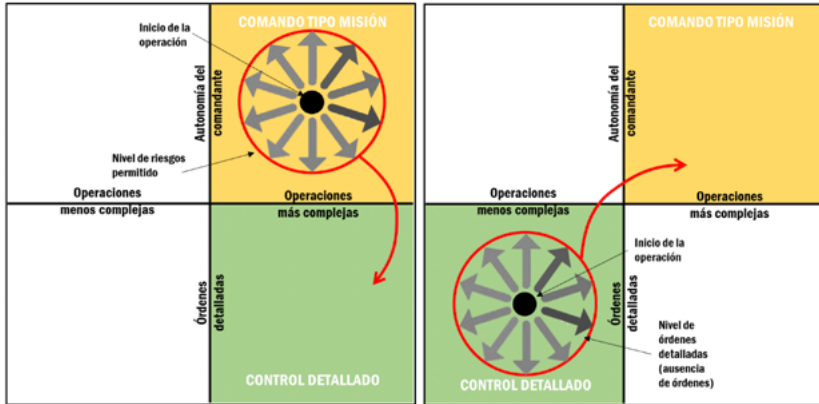 COMANDO TIPO MISIÓN
Inicio de la
operación
Autonomía del
comandante
Nivel de riesgos
permitido
Operaciones
menos complejas
Operaciones
más complejas
Órdenes
detalladas
CONTROL DETALLADO
COMANDO TIPO MISIÓN
Autonomía del
comandante
Operaciones
menos complejas
Operaciones
más complejas
Inicio de la
operación
Órdenes
detalladas
Nivel de
órdenes
detalladas
(ausencia
de órdenes)
CONTROL DETALLADO